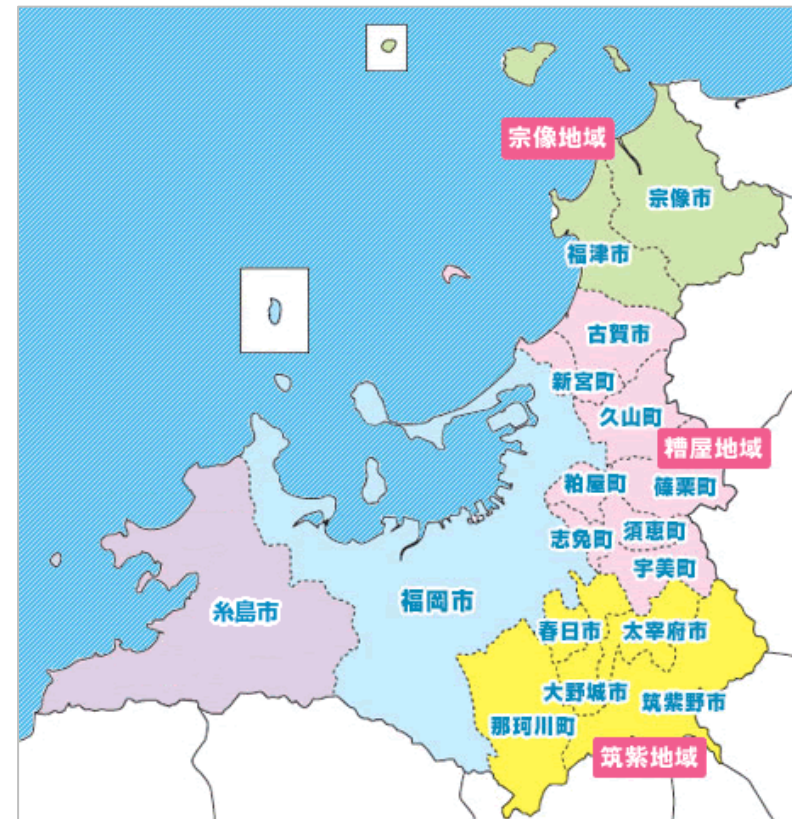 宗像地域
宗像市
福津市
古賀市
新宮町
久山町
糟屋地域
粕屋町
篠栗町
志免町
須恵町
宇美町
糸島市
福岡市
春日市
太宰府市
大野城市
筑紫野市
那珂川町
筑紫地域